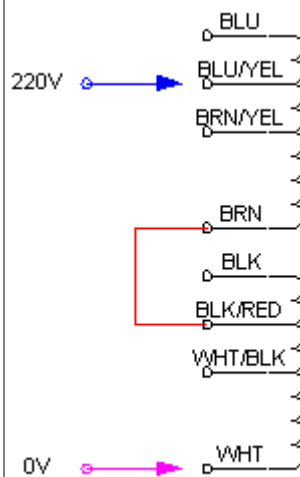 BLU
220V
BLU/YEL
BRN/YEL
BRN
BLK
BLK/RED
WHT/BLK
0V
WHT